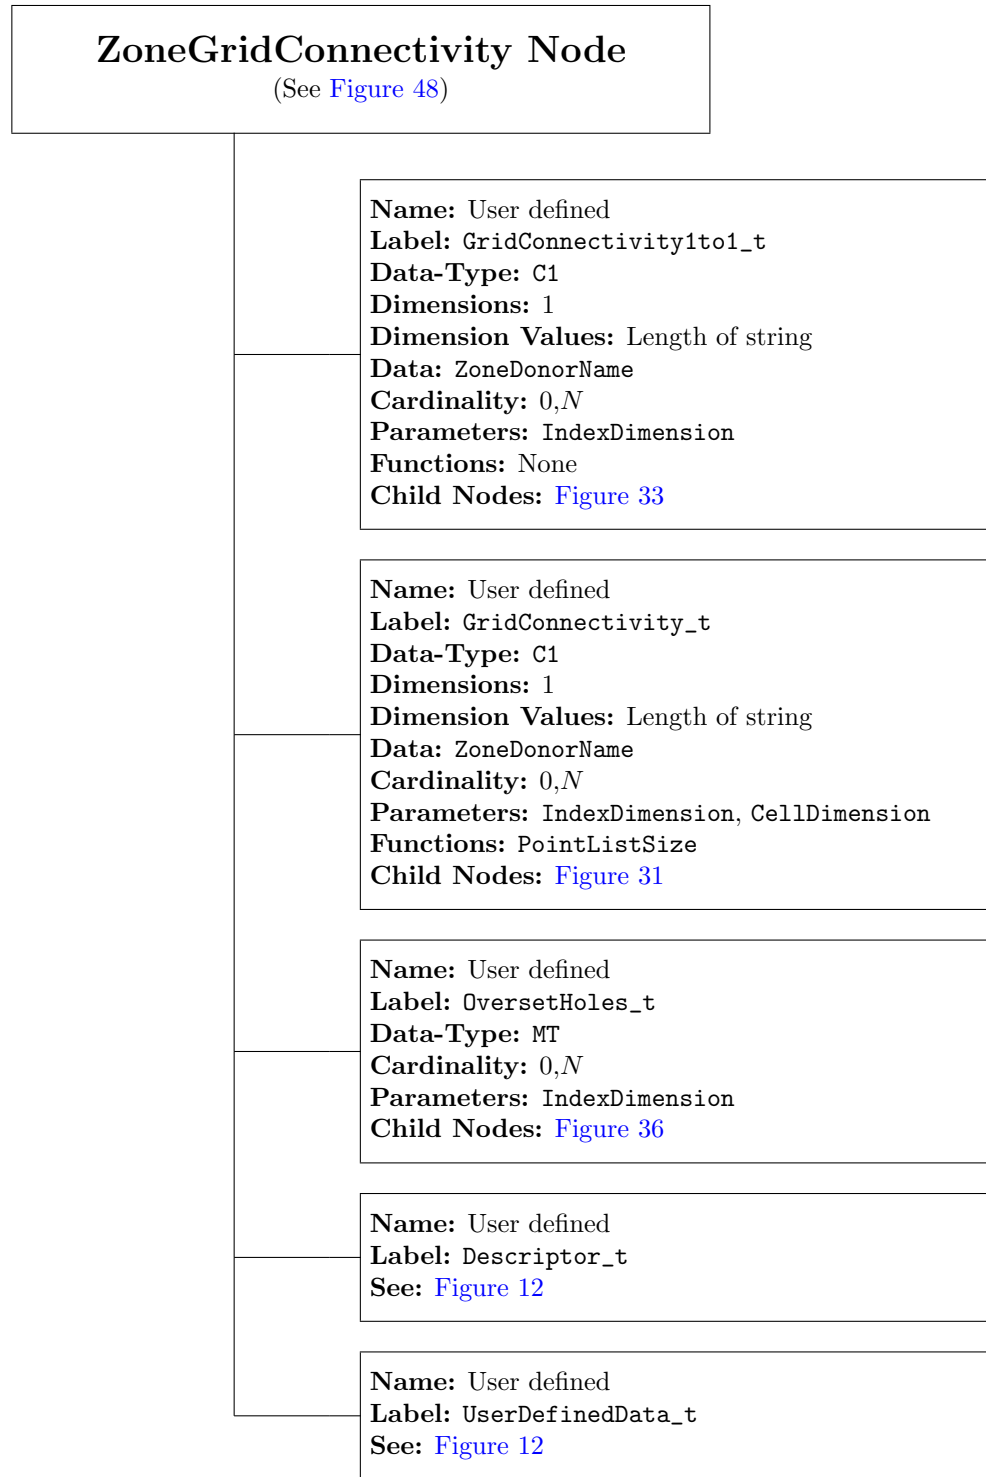 ZoneGridConnectivity Node
(See Figure 48)
Name: User defined
Label: GridConnectivity1to1_t
Data-Type: C1
Dimensions: 1
Dimension Values: Length of string
Data: ZoneDonorName
Cardinality: 0,N
Parameters: IndexDimension
Functions: None
Child Nodes: Figure 33
Name: User defined
Label: GridConnectivity_t
Data-Type: C1
Dimensions: 1
Dimension Values: Length of string
Data: ZoneDonorName
Cardinality: 0,N
Parameters: IndexDimension, CellDimension
Functions: PointListSize
Child Nodes: Figure 31
Name: User defined
Label: OversetHoles_t
Data-Type: MT
Cardinality: 0,N
Parameters: IndexDimension
Child Nodes: Figure 36
Name: User defined
Label: Descriptor_t
See: Figure 12
Name: User defined
Label: UserDefinedData_t
See: Figure 12